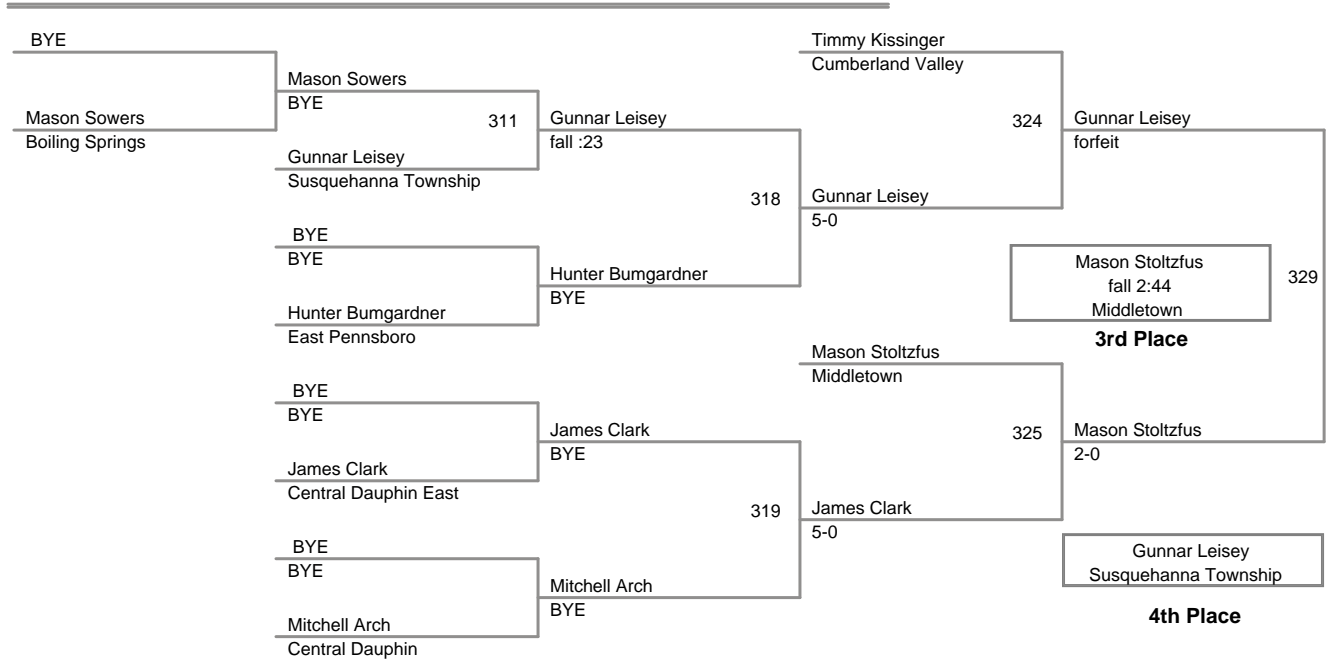 BYE
Mason Sowers
Boiling Springs
Mason Sowers
BYE
311
Gunnar Leisey
Susquehanna Township
BYE
BYE
Hunter Bumgardner
East Pennsboro
BYE
BYE
James Clark
Central Dauphin East
BYE
BYE
Mitchell Arch
Central Dauphin
Gunnar Leisey
fall :23
318
Hunter Bumgardner
BYE
James Clark
BYE
319
Mitchell Arch
BYE
Timmy Kissinger
Cumberland Valley
324
Gunnar Leisey
5-0
Mason Stoltzfus
Middletown
325
James Clark
5-0
Gunnar Leisey
forfeit
329
Mason Stoltzfus
2-0
Mason Stoltzfus
fall 2:44
Middletown
3rd Place
Gunnar Leisey
Susquehanna Township
4th Place